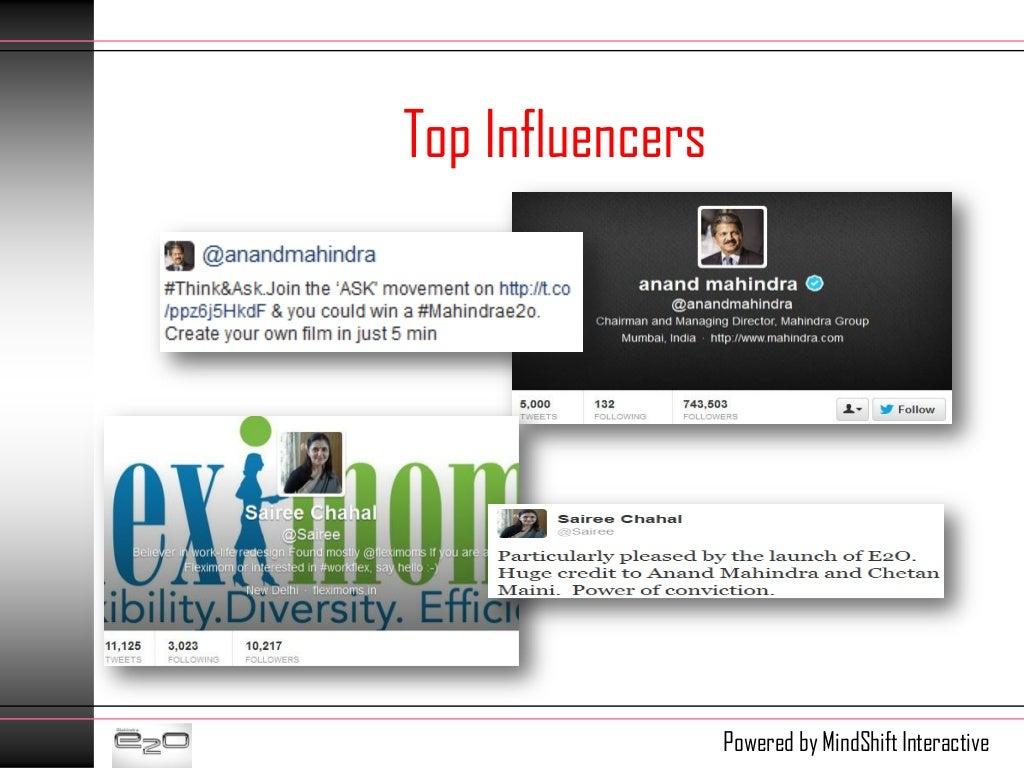 Top Influencers
@anandmahindra
#Think&Ask.Join the 'ASK' movement on http://t.co
/ppz6j5HkdF & you could win a #Mahindrae2o.
Create your own film in just 5 min
anand mahindra
@anandmahindra
Chairman and Managing Director, Mahindra Group
Mumbai, India · http://www.mahindra.com
5,000 132 743,503
TWEETS FOLLOWING FOLLOWERS
Follow
eximom
Sairee Chahal
@Sairee
Believer in work-life redesign Found mostly @fleximoms If you are a
Fleximom or interested in #workflex, say hello :-)
New Delhi · fleximoms.in
xibility.Diversity. Effici
11,125 3,023 10,217
TWEETS FOLLOWING FOLLOWERS
Sairee Chahal
@Sairee
Particularly pleased by the launch of E2O.
Huge credit to Anand Mahindra and Chetan
Maini. Power of conviction.
Mahindra
e2o
Powered by MindShift Interactive